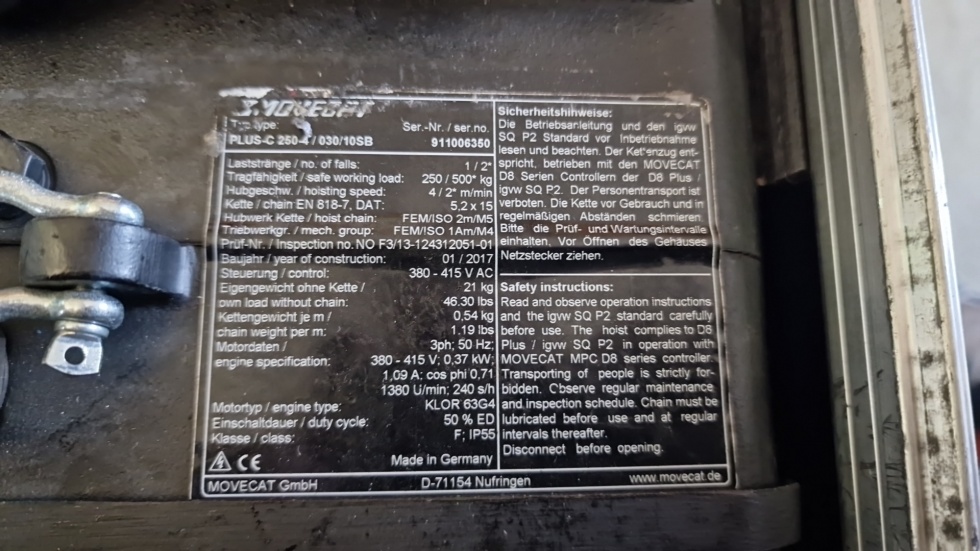 MOVECAT
Typ/type: Ser.-Nr. / ser.no.
PLUS-C 250-4 / 030/10SB 911006350
Laststränge / no. of falls: 1 / 2*
Tragfähigkeit / safe working load: 250 / 500* kg
Hubgeschw. / hoisting speed: 4 / 2* m/min
Kette / chain EN 818-7, DAT: 5,2 x 15
Hubwerk Kette / hoist chain: FEM/ISO 2m/M5
Triebwerkgr. / mech. group: FEM/ISO 1Am/M4
Prüf-Nr. / Inspection no. NO F3/13-124312051-01
Baujahr / year of construction: 01 / 2017
Steuerung / control: 380 - 415 V AC
Eigengewicht ohne Kette / 21 kg
own load without chain: 46.30 lbs
Kettengewicht je m / 0,54 kg
chain weight per m: 1.19 lbs
Motordaten / 3ph; 50 Hz;
engine specification: 380 - 415 V; 0,37 kW;
1,09 A; cos phi 0.71
1380 U/min; 240 s/h
Motortyp / engine type: KLOR 63G4
Einschaltdauer / duty cycle: 50 % ED
Klasse / class: F; IP55
CE Made in Germany
Sicherheitshinweise:
Die Betriebsanleitung und den igvw
SQ P2 Standard vor Inbetriebnahme
lesen und beachten. Der Kettenzug ent-
spricht, betrieben mit den MOVECAT
D8 Serien Controllern der D8 Plus /
igvw SQ P2. Der Personentransport ist
verboten. Die Kette vor Gebrauch und in
regelmäßigen Abständen schmieren.
Bitte die Prüf- und Wartungsintervalle
einhalten. Vor Öffnen des Gehäuses
Netzstecker ziehen.
Safety instructions:
Read and observe operation instructions
and the igvw SQ P2 standard carefully
before use. The hoist complies to D8
Plus / igvw SQ P2 in operation with
MOVECAT MPC D8 series controller.
Transporting of people is strictly for-
bidden. Observe regular maintenance
and inspection schedule. Chain must be
lubricated before use and at regular
intervals thereafter.
Disconnect before opening.
MOVECAT GmbH D-71154 Nufringen www.movecat.de